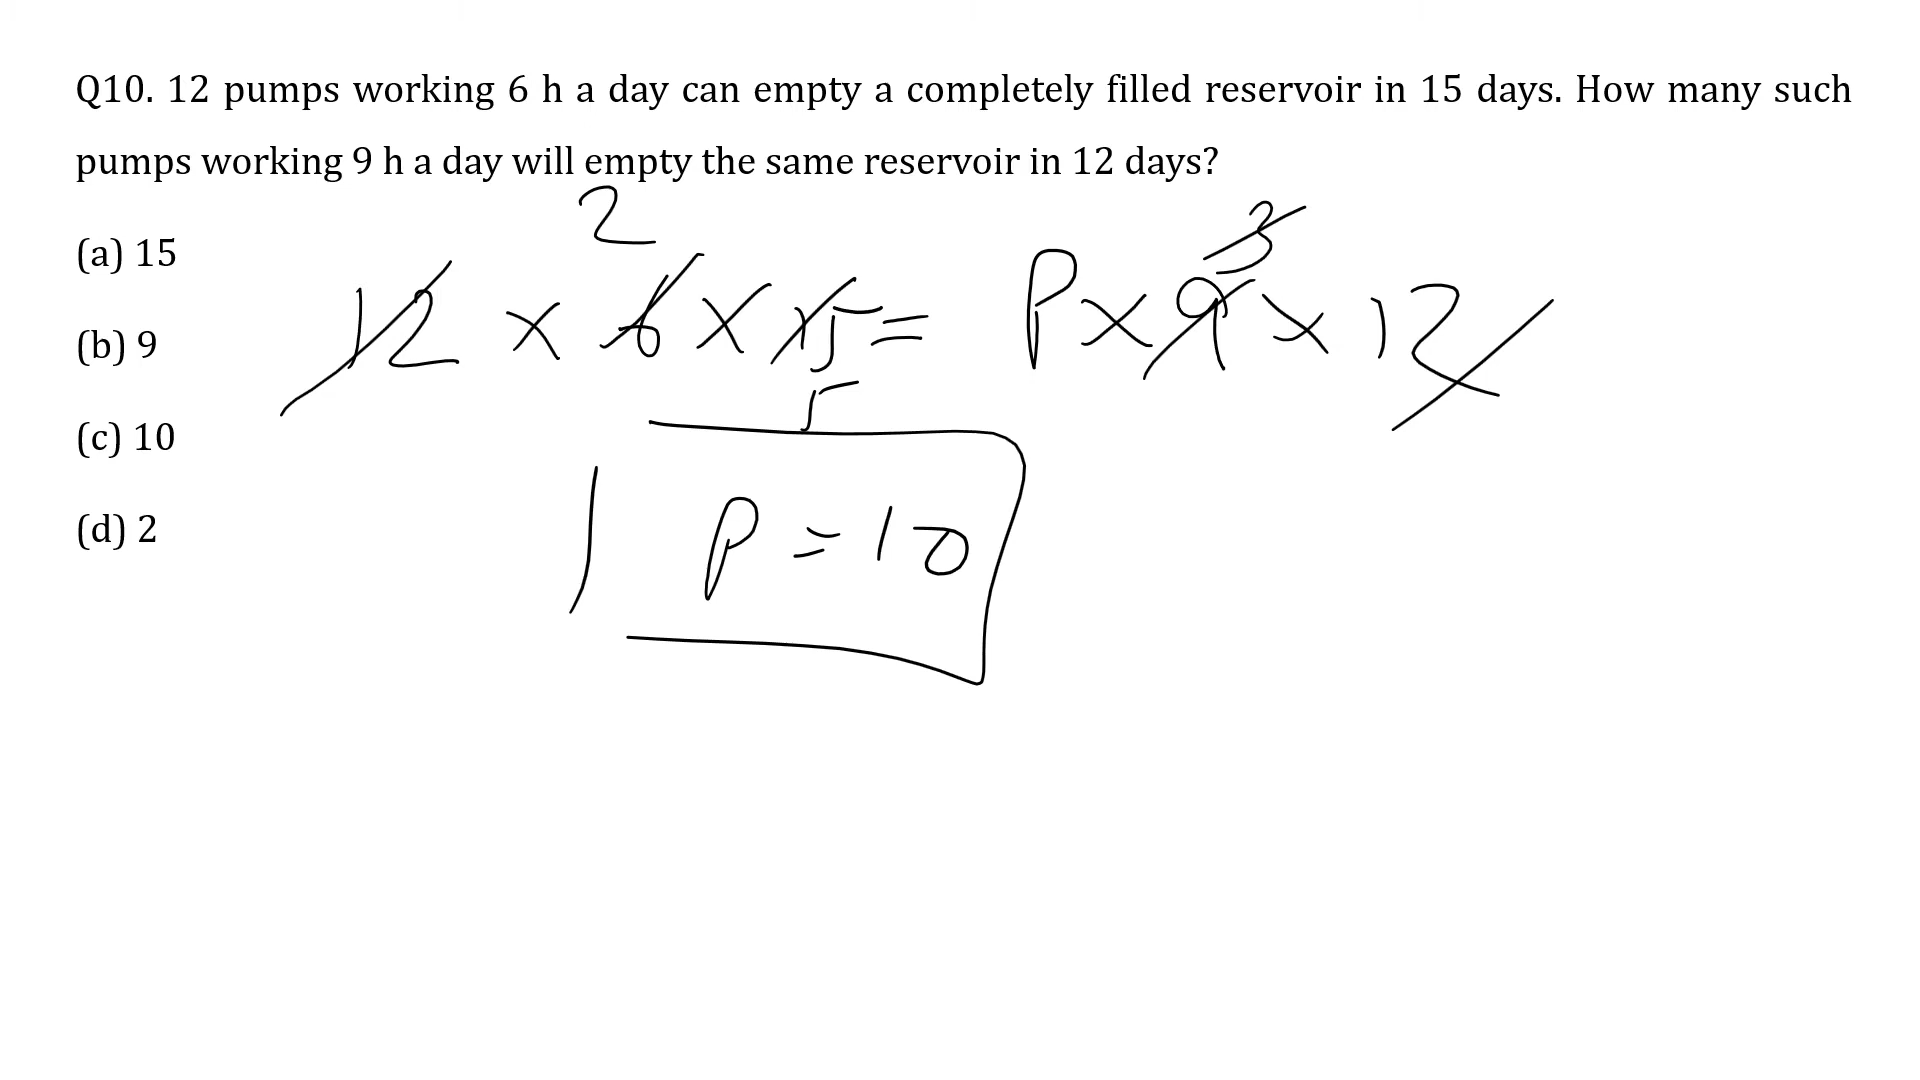 Q10. 12 pumps working 6 h a day can empty a completely filled reservoir in 15 days. How many such
pumps working 9 h a day will empty the same reservoir in 12 days?
(a) 15
(b) 9
(c) 10
(d) 2
2 3
12 × 6 × 15 = P × 9 × 12
5
P = 10